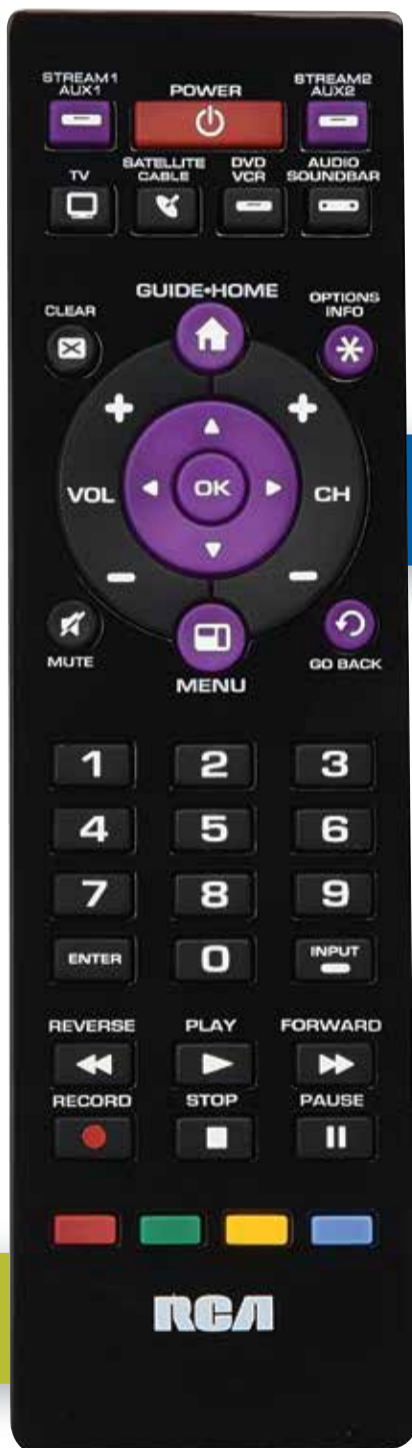 STREAM1 AUX1
POWER
STREAM2 AUX2
TV
SATELLITE CABLE
DVD VCR
AUDIO SOUNDBAR
GUIDE•HOME
CLEAR
OPTIONS INFO
+ +
VOL OK CH
- -
MUTE
MENU
GO BACK
1 2 3
4 5 6
7 8 9
ENTER 0 INPUT
REVERSE PLAY FORWARD
RECORD STOP PAUSE
RCA